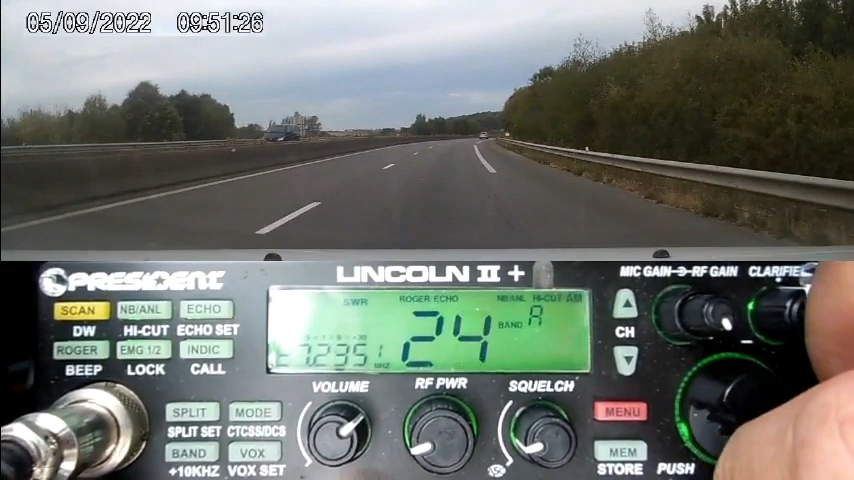 05/09/2022 09:51:26
PRESIDENT LINCOLN II + MIC GAIN RF GAIN
SCAN NB/ANL ECHO SWR ROGER ECHO NB/ANL HI-CUT AM
DW HI-CUT ECHO SET 24 BAND A CH
ROGER EMG 1/2 INDIC
BEEP LOCK CALL
VOLUME RF PWR SQUELCH
SPLIT MODE MENU
SPLIT SET CTCSS/DCS
BAND VOX MEM
+10KHZ VOX SET STORE PUSH